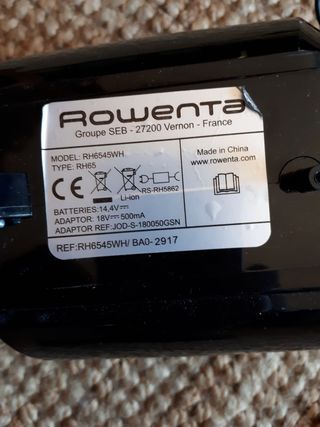 Rowenta
Groupe SEB - 27200 Vernon - France
MODEL: RH6545WH
TYPE: RH65
Made in China
www.rowenta.com
RS-RH5862
Li-ion
BATTERIES: 14,4V⎓
ADAPTOR: 18V⎓ 500mA
ADAPTOR REF:JOD-S-180050GSN
REF:RH6545WH/ BA0- 2917